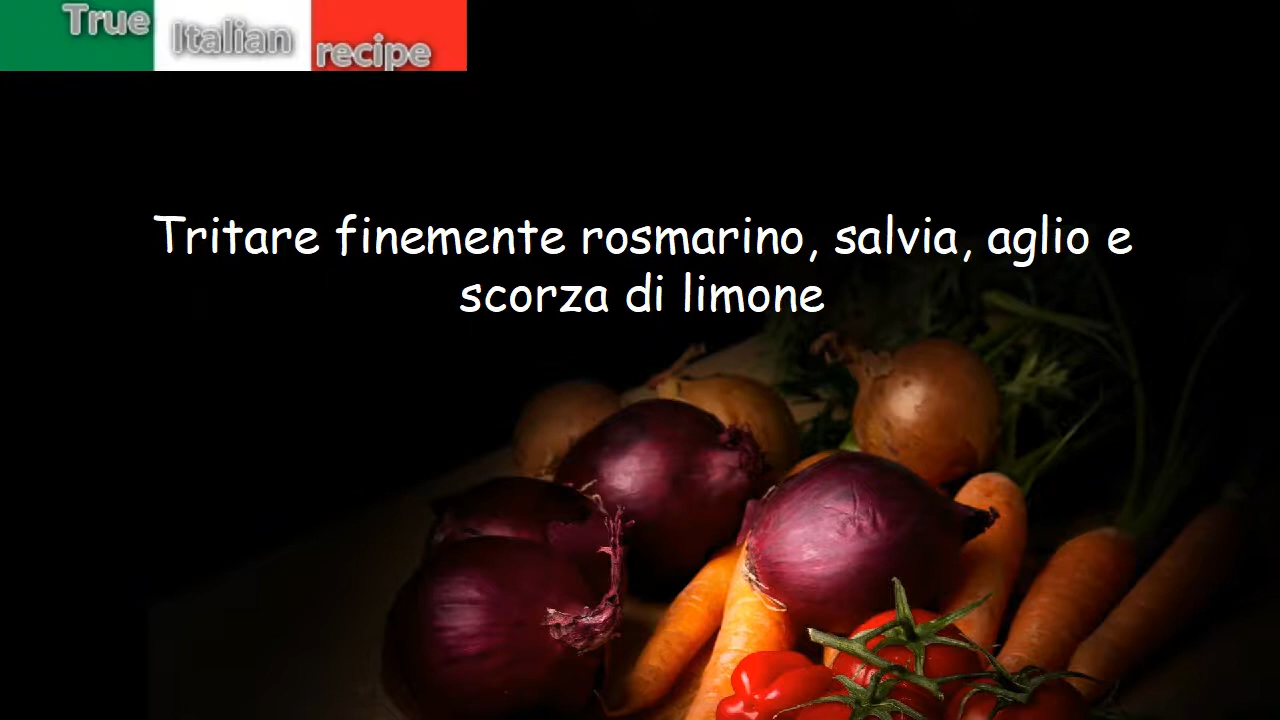 True Italian recipe
Tritare finemente rosmarino, salvia, aglio e
scorza di limone